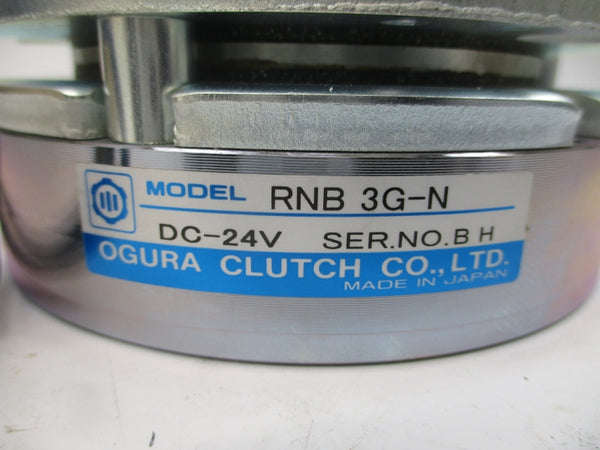 MODEL RNB 3G-N
DC-24V SER.NO.B H
OGURA CLUTCH CO.,LTD.
MADE IN JAPAN